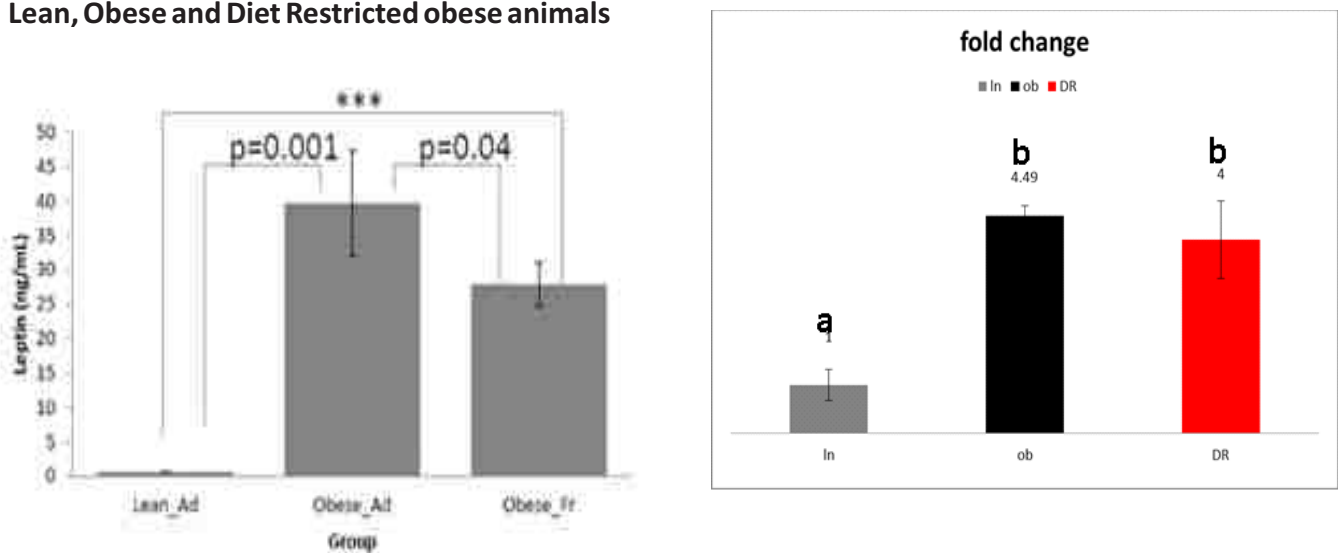 Lean, Obese and Diet Restricted obese animals
***
p=0.001
p=0.04
50
45
40
35
30
25
20
15
10
5
0
Leptin (ng/mL)
Lean_Ad
Obese_Ad
Obese_Fr
Group
fold change
ln ob DR
a
1
b
4.49
b
4
ln
ob
DR